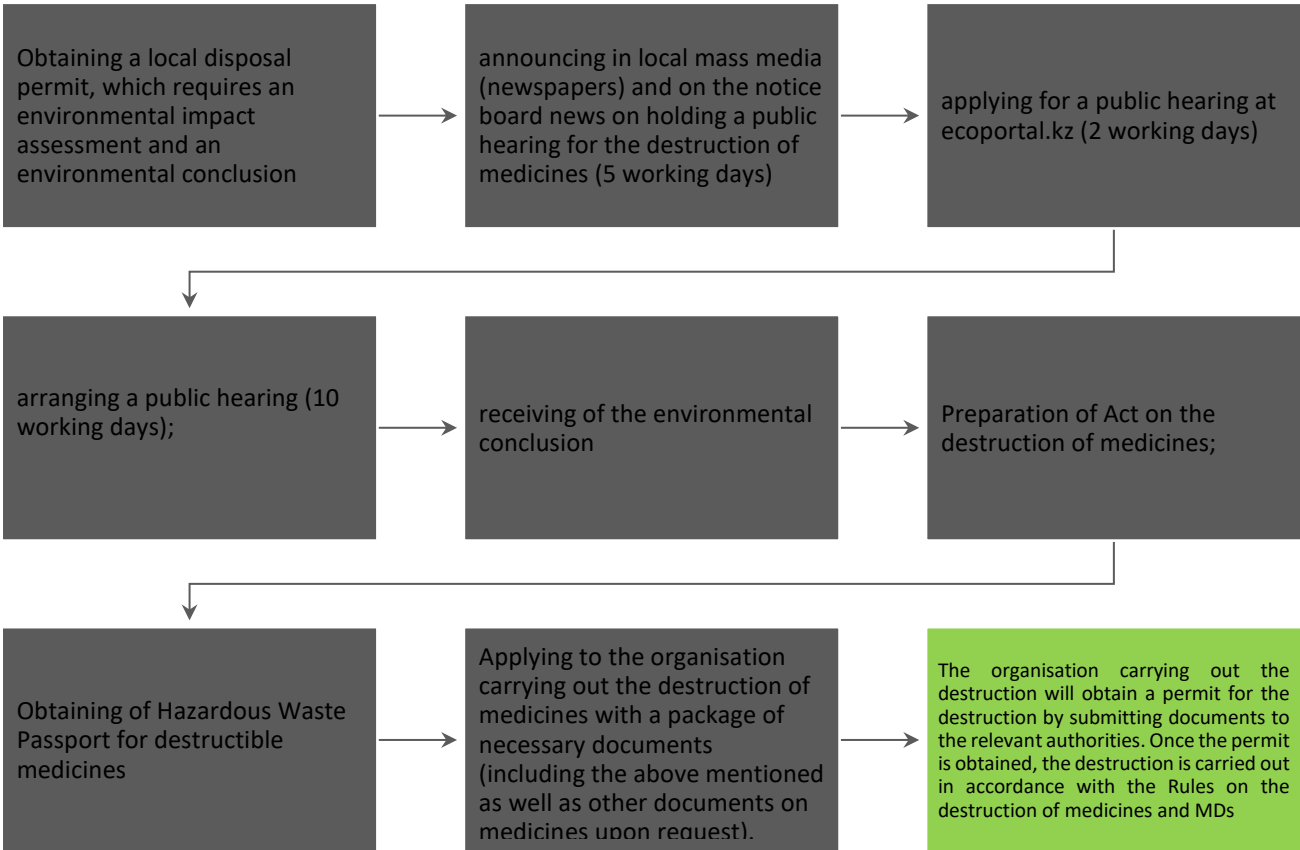 Obtaining a local disposal
permit, which requires an
environmental impact
assessment and an
environmental conclusion
announcing in local mass media
(newspapers) and on the notice
board news on holding a public
hearing for the destruction of
medicines (5 working days)
applying for a public hearing at
ecoportal.kz (2 working days)
arranging a public hearing (10
working days);
receiving of the environmental
conclusion
Preparation of Act on the
destruction of medicines;
Obtaining of Hazardous Waste
Passport for destructible
medicines
Applying to the organisation
carrying out the destruction of
medicines with a package of
necessary documents
(including the above mentioned
as well as other documents on
medicines upon request).
The organisation carrying out the
destruction will obtain a permit for the
destruction by submitting documents to
the relevant authorities. Once the permit
is obtained, the destruction is carried out
in accordance with the Rules on the
destruction of medicines and MDs